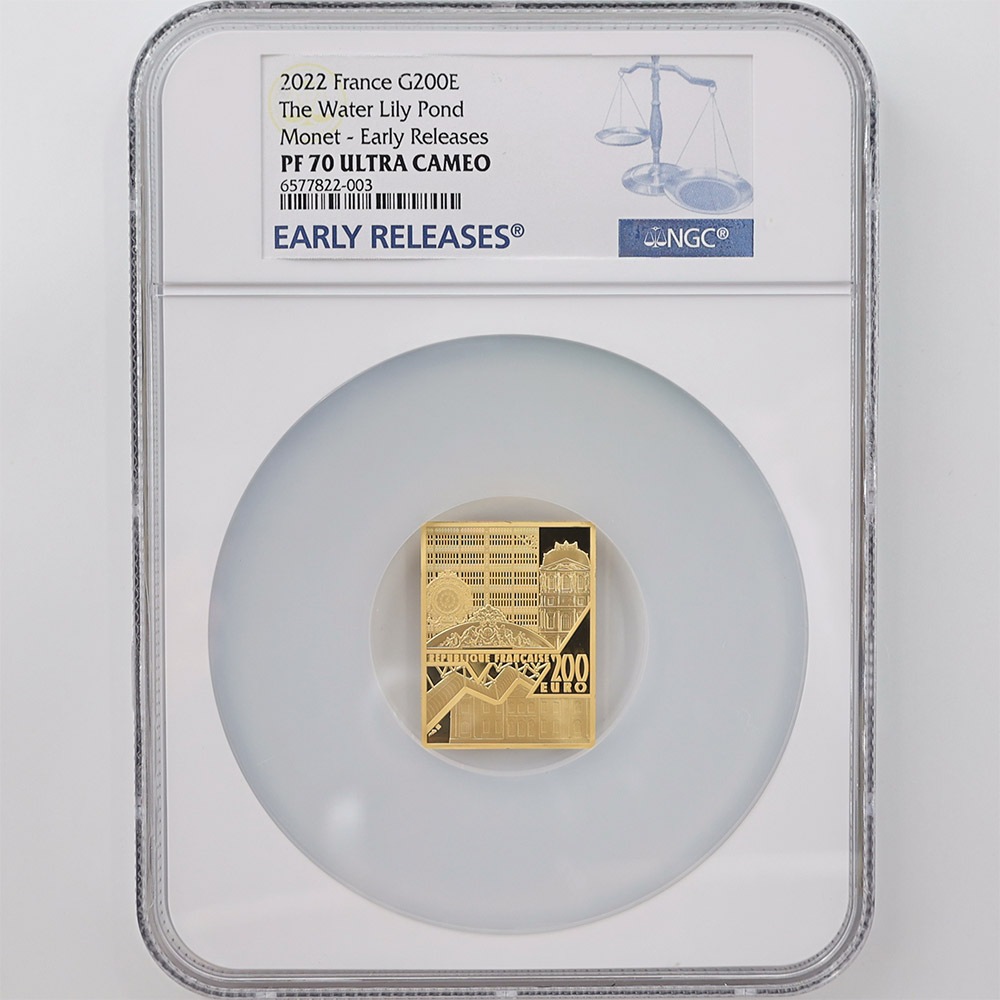 2022 France G200E
The Water Lily Pond
Monet - Early Releases
PF 70 ULTRA CAMEO
6577822-003
EARLY RELEASES®
NGC®
REPUBLIQUE FRANÇAISE
200
EURO